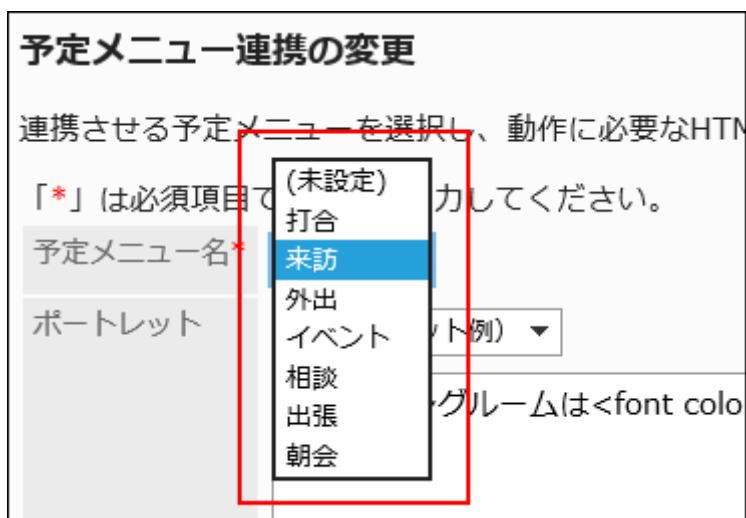 予定メニュー連携の変更
連携させる予定メニューを選択し、動作に必要なHTM
「*」は必須項目で 力してください。
予定メニュー名*
(未設定)
打合
来訪
外出
イベント
相談
出張
朝会
ポートレット
ット例) ▼
グルームは<font colo